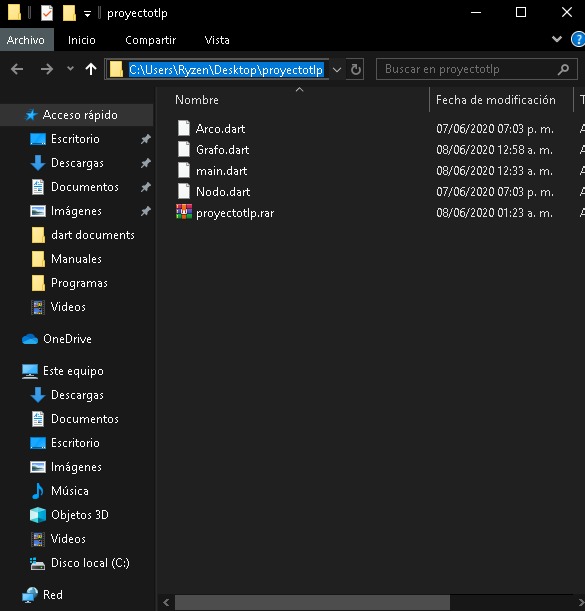 proyectotlp
Archivo Inicio Compartir Vista
C:\Users\Ryzen\Desktop\proyectotlp Buscar en proyectotlp
Nombre Fecha de modificación T
Acceso rápido
Escritorio
Descargas
Documentos
Imágenes
dart documents
Manuales
Programas
Videos
OneDrive
Este equipo
Descargas
Documentos
Escritorio
Imágenes
Música
Objetos 3D
Videos
Disco local (C:)
Red
Arco.dart 07/06/2020 07:03 p. m. A
Grafo.dart 08/06/2020 12:58 a. m. A
main.dart 08/06/2020 12:33 a. m. A
Nodo.dart 07/06/2020 07:03 p. m. A
proyectotlp.rar 08/06/2020 01:23 a. m. A